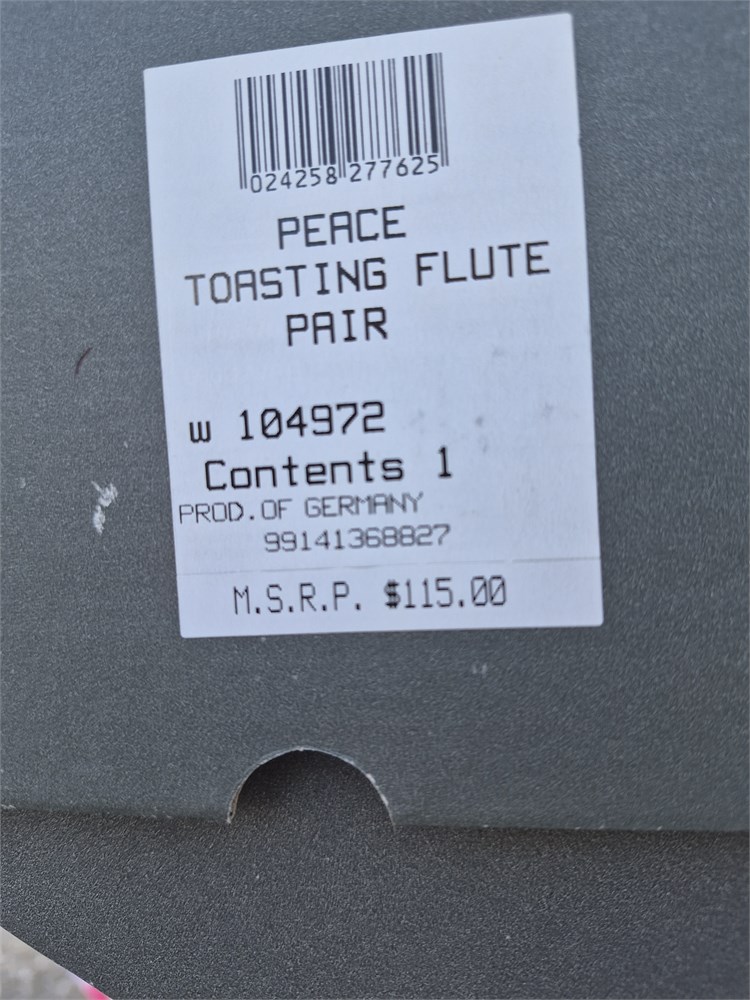 024258 277625
PEACE
TOASTING FLUTE
PAIR
w 104972
Contents 1
PROD.OF GERMANY
99141368827
M.S.R.P. $115.00